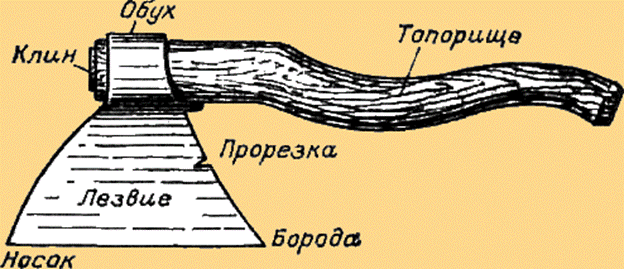 Обух
Клин
Топорище
Прорезка
Лезвие
Борода
Носок